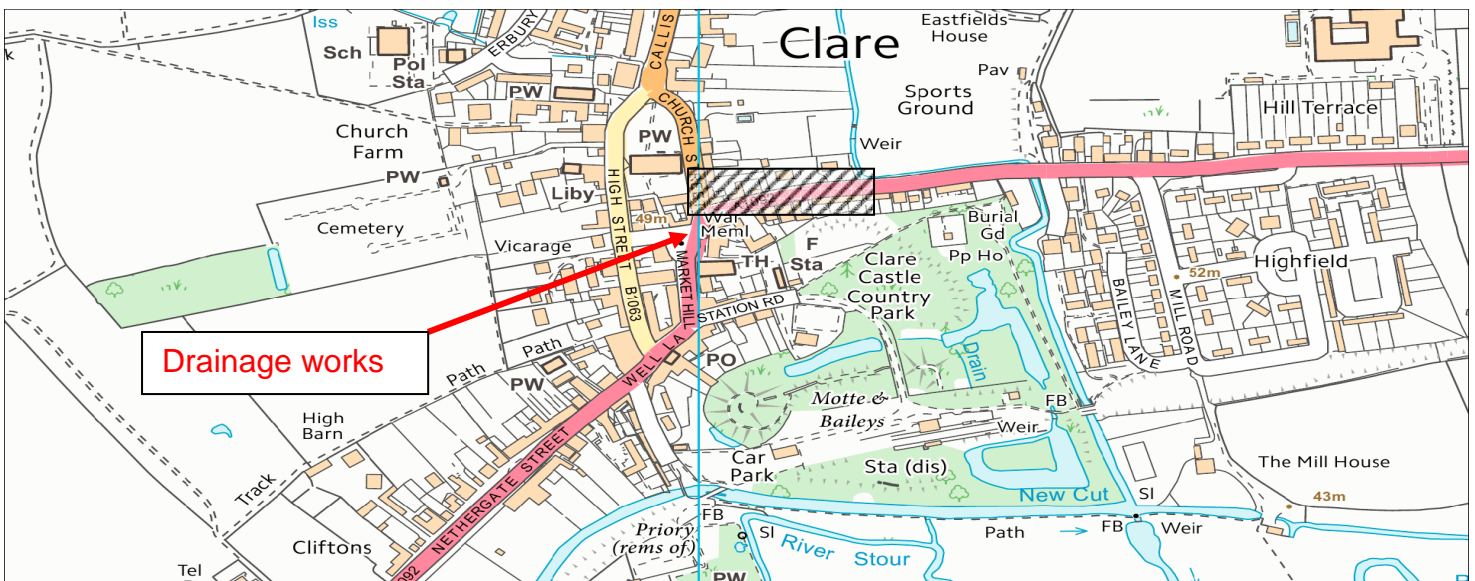 Iss
Sch
Pol
Sta
ERBURY
CALLIS
Clare
Eastfields
House
Pav
PW
Sports
Ground
Hill Terrace
CHURCH S
Church
Farm
PW
Weir
PW
Liby
HIGH STREET
B1063
49m
War
Meml
Cemetery
Vicarage
MARKET HILL
TH
F
Sta
Burial
Gd
Pp Ho
Clare
Castle
Country
Park
52m
Highfield
BAILEY LANE
MILL ROAD
STATION RD
Drainage works
Path
Path
PW
WELL LA
PO
Drain
Motte &
Baileys
FB
Weir
High
Barn
Track
NETHERGATE STREET
Car
Park
Sta (dis)
The Mill House
43m
New Cut
Sl
FB
Weir
Path
FB
Sl
Priory
(rems of)
River Stour
Cliftons
Tel
092
PW